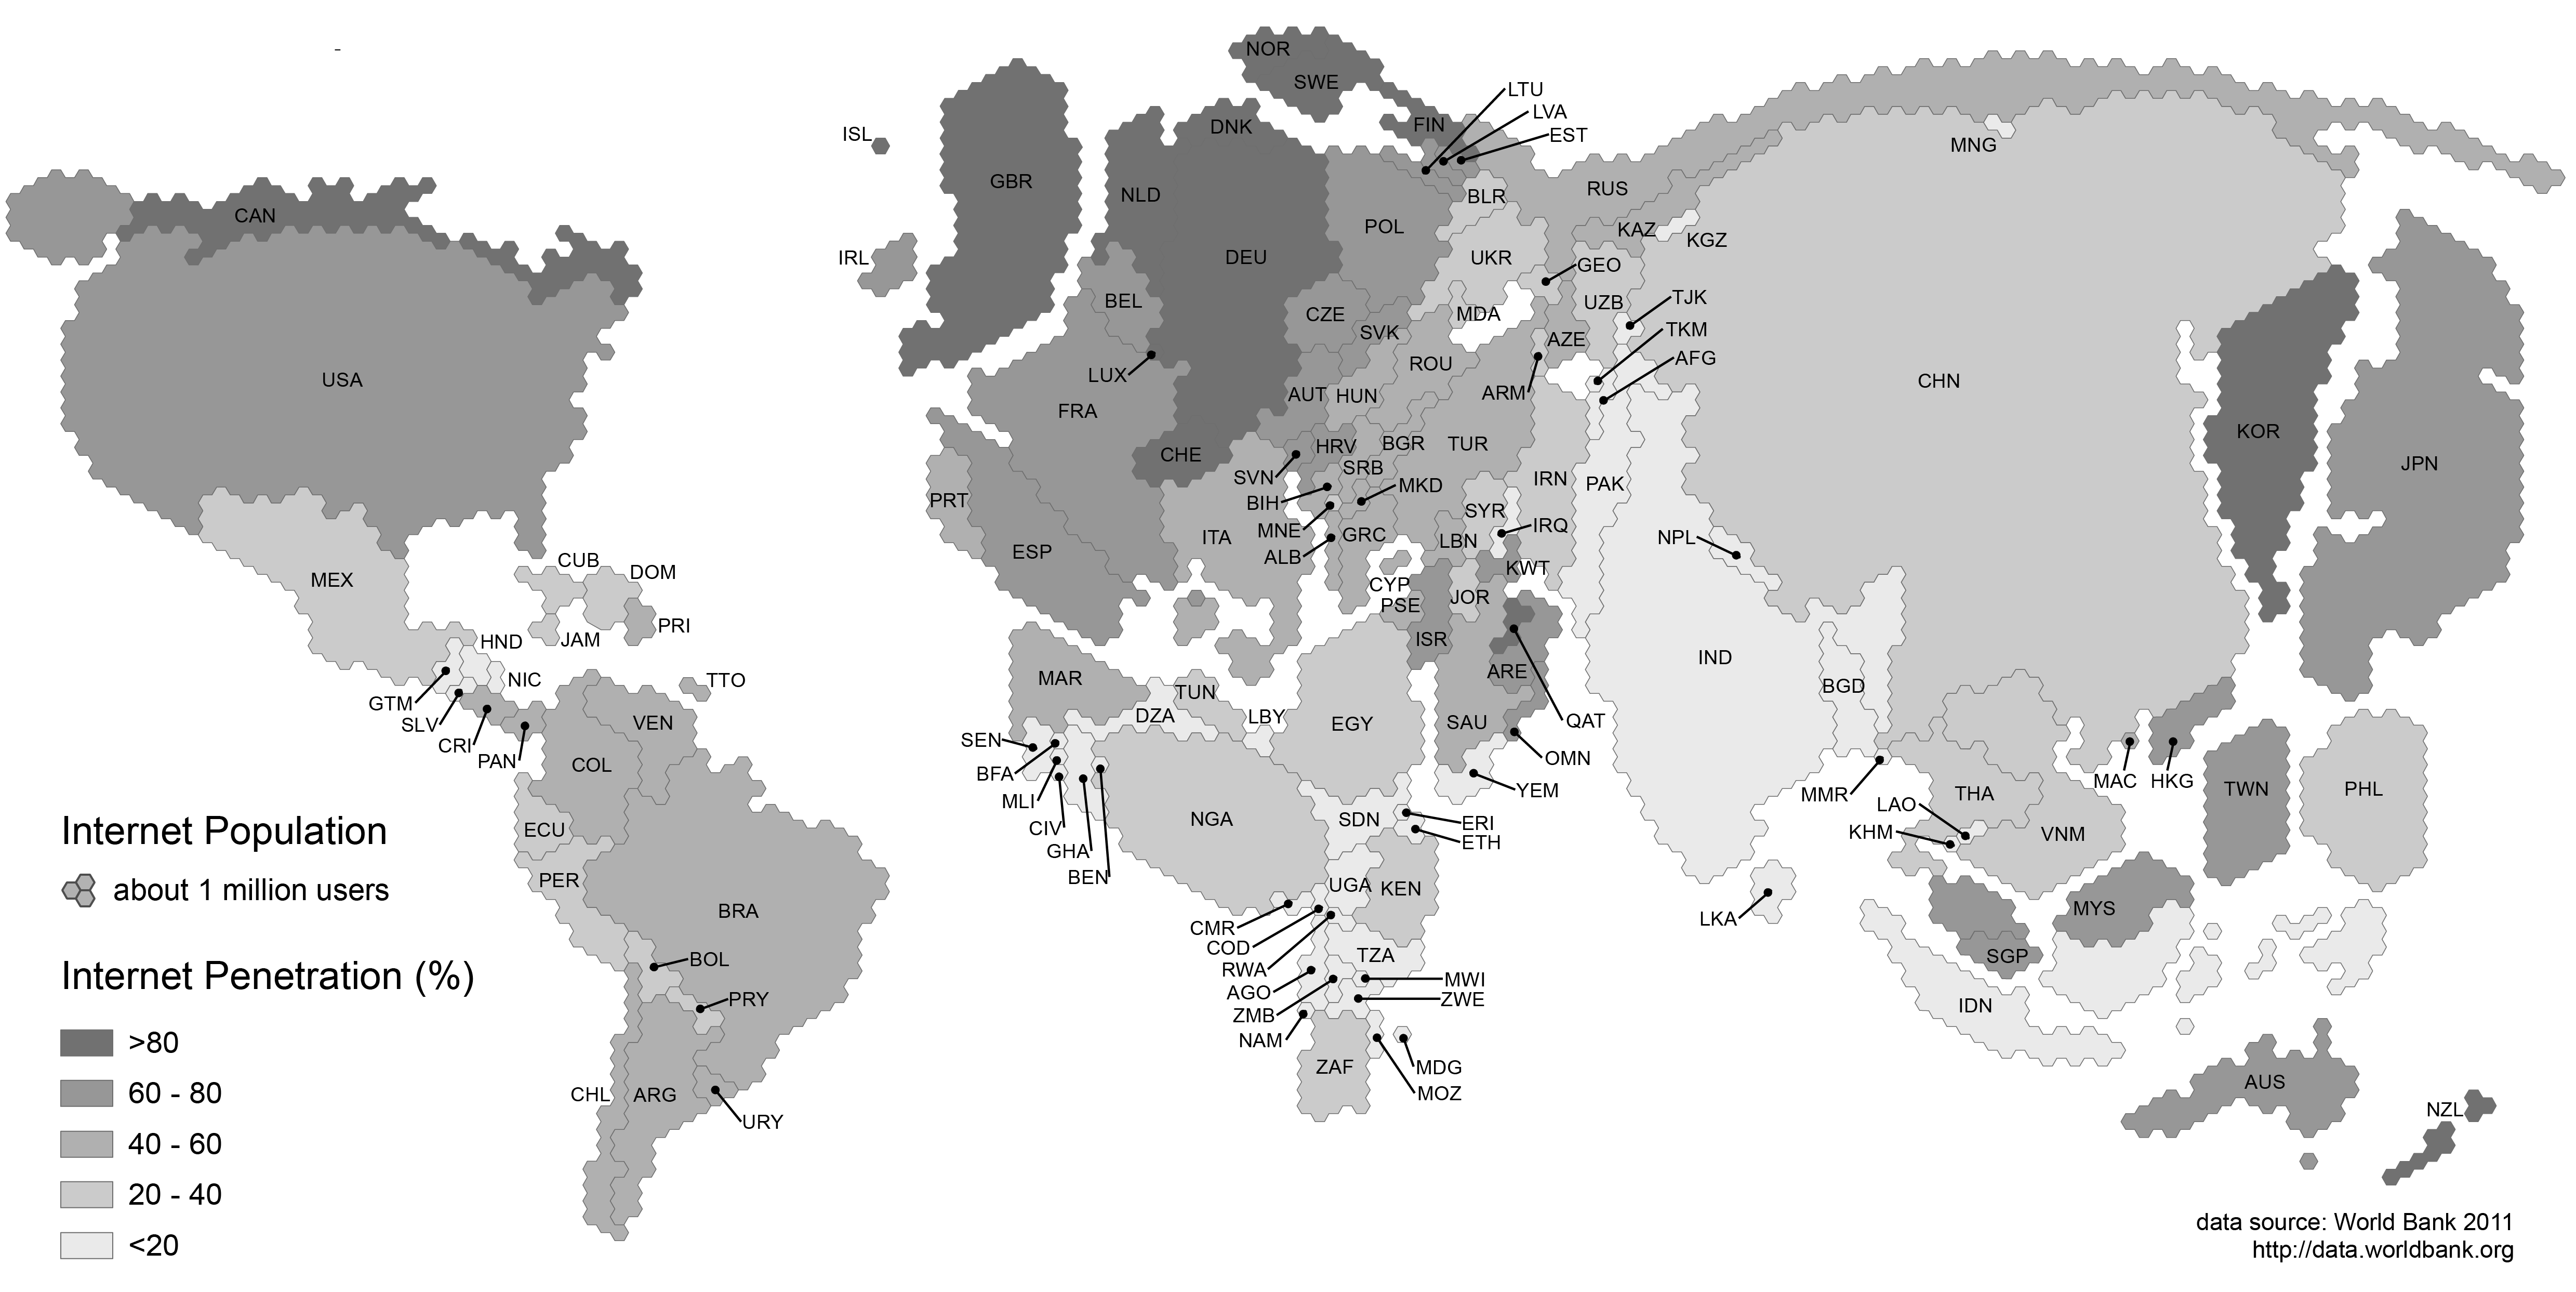 -
NOR
SWE
LTU
LVA
EST
FIN
DNK
ISL
MNG
GBR
NLD
RUS
BLR
CAN
POL
KAZ
KGZ
IRL
DEU
UKR
GEO
BEL
UZB
TJK
CZE
MDA
SVK
TKM
AZE
AFG
ROU
LUX
USA
CHN
ARM
AUT
HUN
FRA
KOR
BGR
TUR
HRV
CHE
JPN
SRB
SVN
IRN
PAK
MKD
PRT
BIH
SYR
IRQ
MNE
GRC
ITA
NPL
LBN
ESP
ALB
CUB
KWT
DOM
MEX
CYP
JOR
PSE
PRI
HND
JAM
ISR
IND
ARE
MAR
NIC
TTO
BGD
TUN
GTM
DZA
LBY
QAT
SLV
VEN
EGY
SAU
SEN
CRI
PAN
OMN
COL
BFA
MAC
HKG
YEM
TWN
PHL
MMR
THA
MLI
LAO
NGA
SDN
ERI
CIV
ECU
KHM
VNM
ETH
GHA
BEN
PER
UGA
KEN
BRA
MYS
LKA
CMR
COD
TZA
SGP
BOL
RWA
MWI
AGO
PRY
ZWE
IDN
ZMB
NAM
ZAF
MDG
AUS
CHL
ARG
MOZ
NZL
URY
Internet Population
about 1 million users
Internet Penetration (%)
>80
60 - 80
40 - 60
20 - 40
<20
data source: World Bank 2011
http://data.worldbank.org